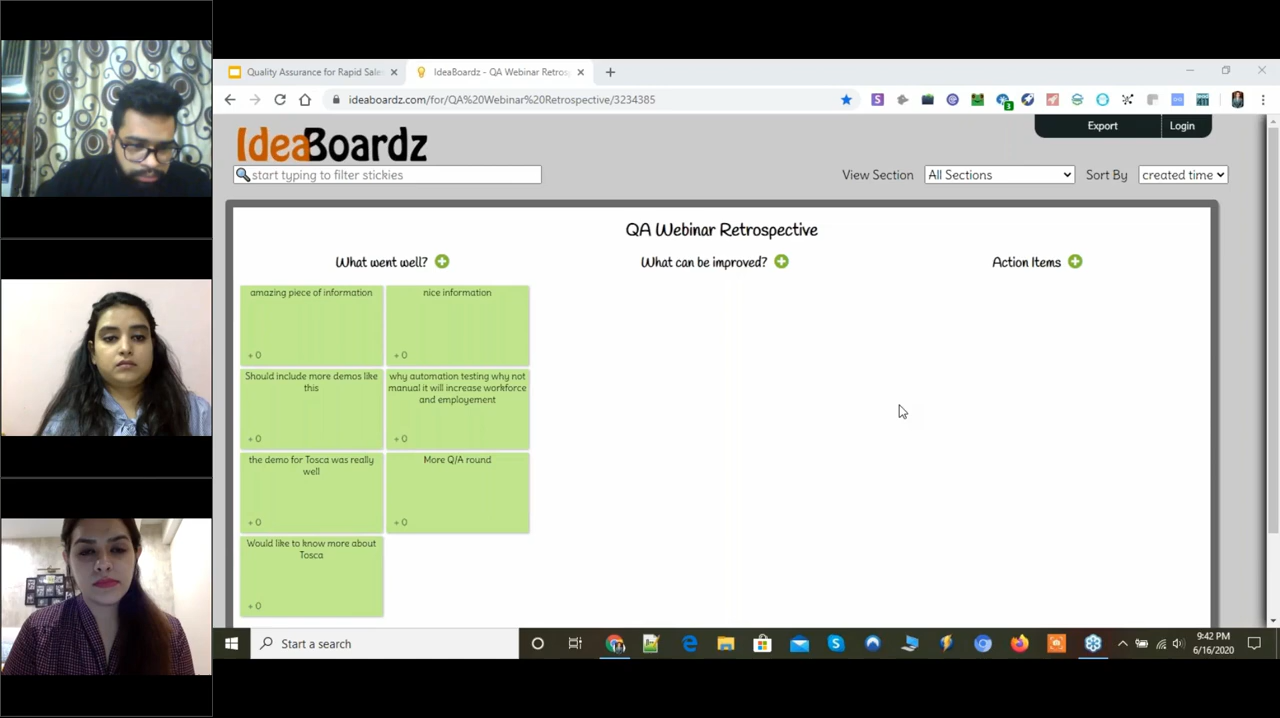 Quality Assurance for Rapid Sale
IdeaBoardz - QA Webinar Retros
ideaboardz.com/for/QA%20Webinar%20Retrospective/3234385
Export
Login
IdeaBoardz
start typing to filter stickies
View Section
All Sections
Sort By
created time
QA Webinar Retrospective
What went well?
What can be improved?
Action Items
amazing piece of information
+ 0
nice information
+ 0
Should include more demos like
this
+ 0
why automation testing why not
manual it will increase workforce
and employement
+ 0
the demo for Tosca was really
well
+ 0
More Q/A round
+ 0
Would like to know more about
Tosca
+ 0
Start a search
9:42 PM
6/16/2020